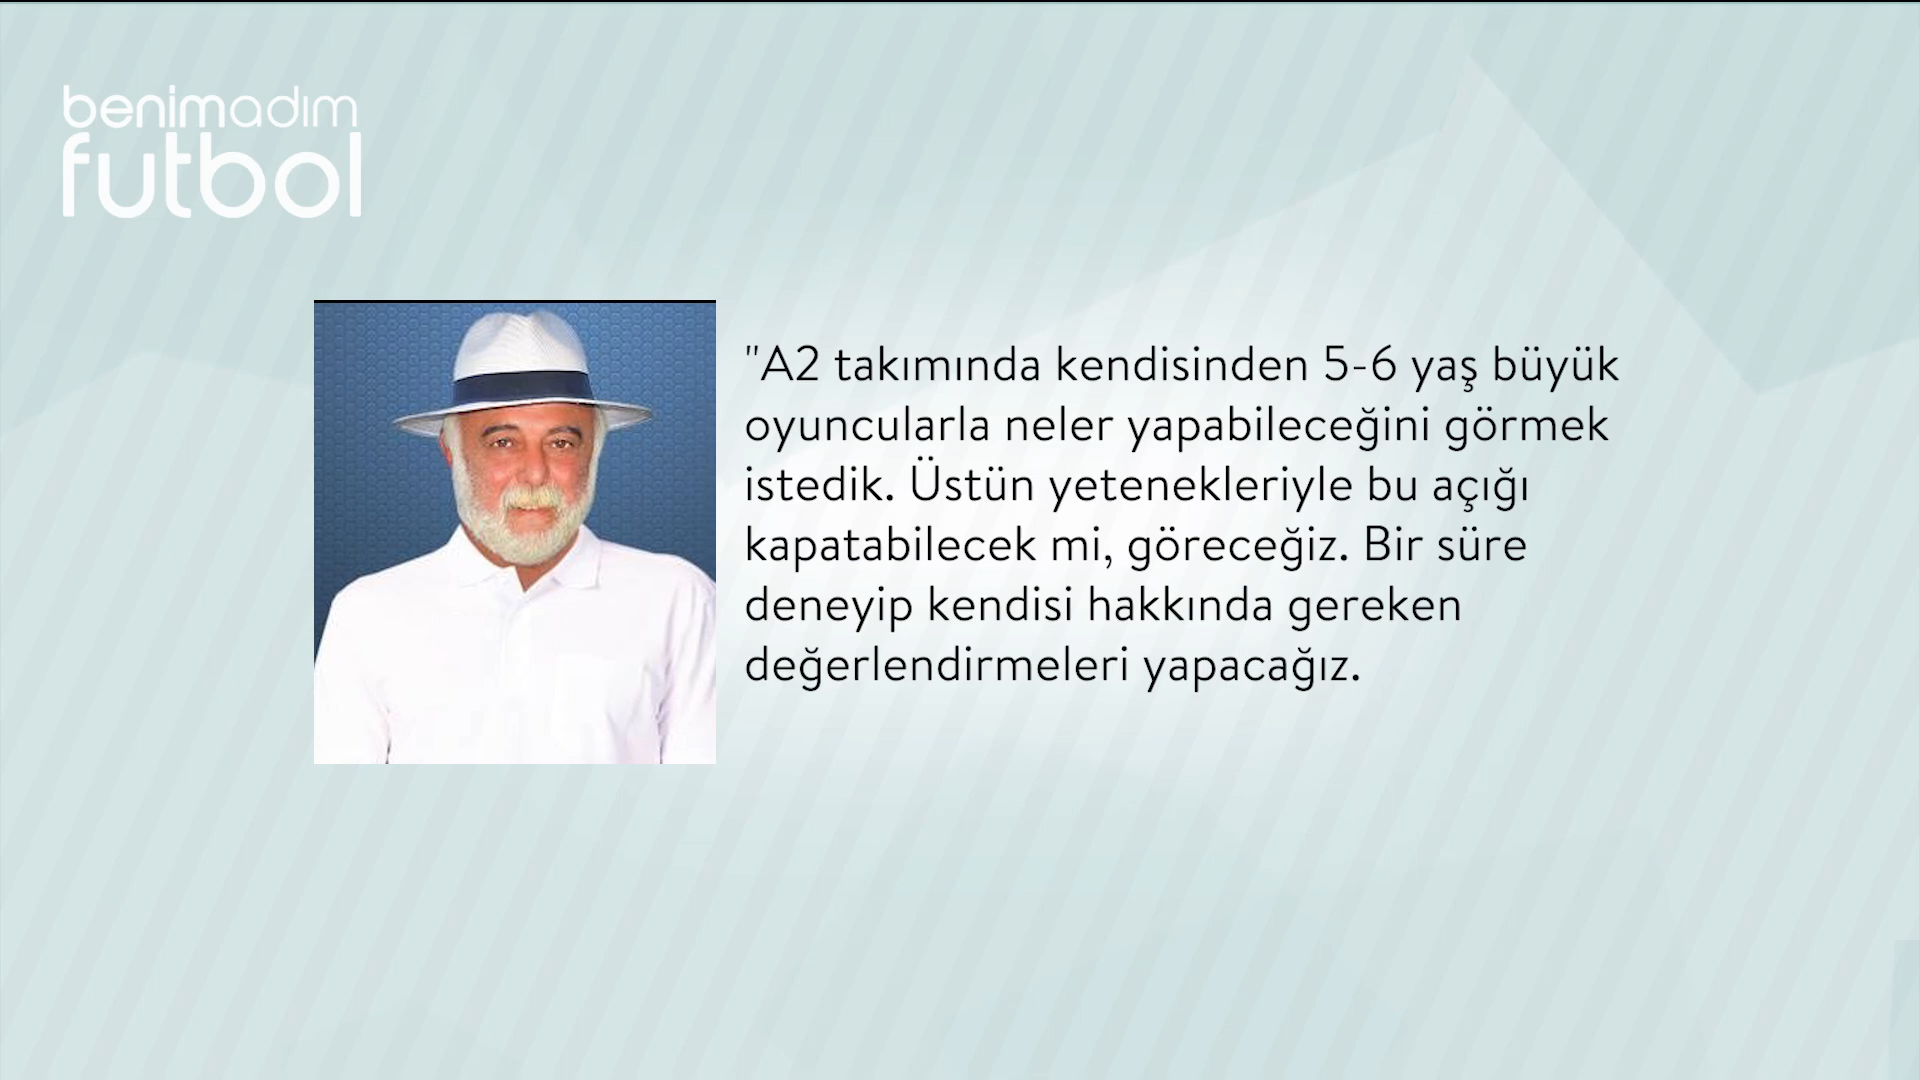 benimadım
futbol
"A2 takımında kendisinden 5-6 yaş büyük
oyuncularla neler yapabileceğini görmek
istedik. Üstün yetenekleriyle bu açığı
kapatabilecek mi, göreceğiz. Bir süre
deneyip kendisi hakkında gereken
değerlendirmeleri yapacağız.